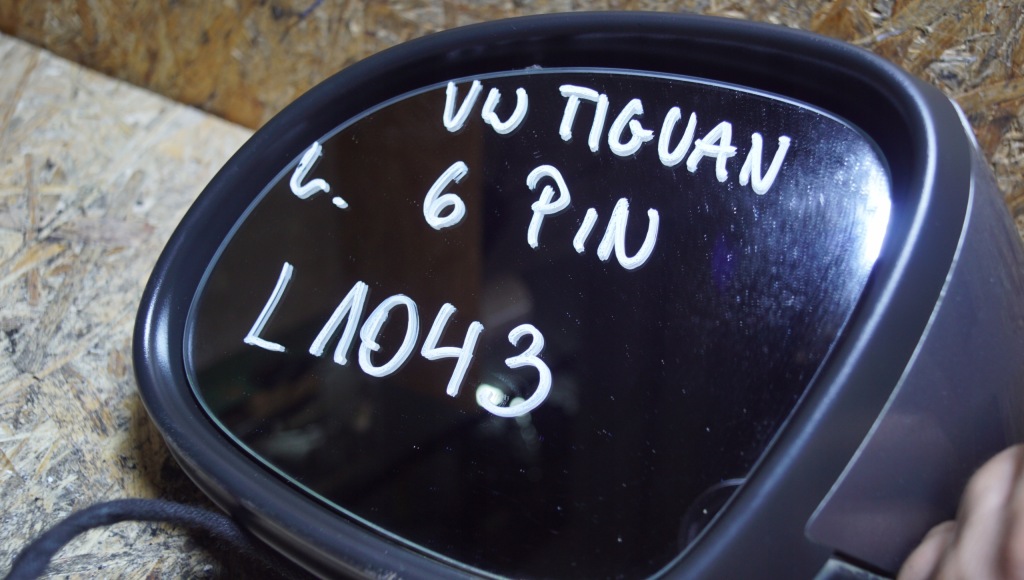 VW TIGUAN
L. 6 PIN
L1043